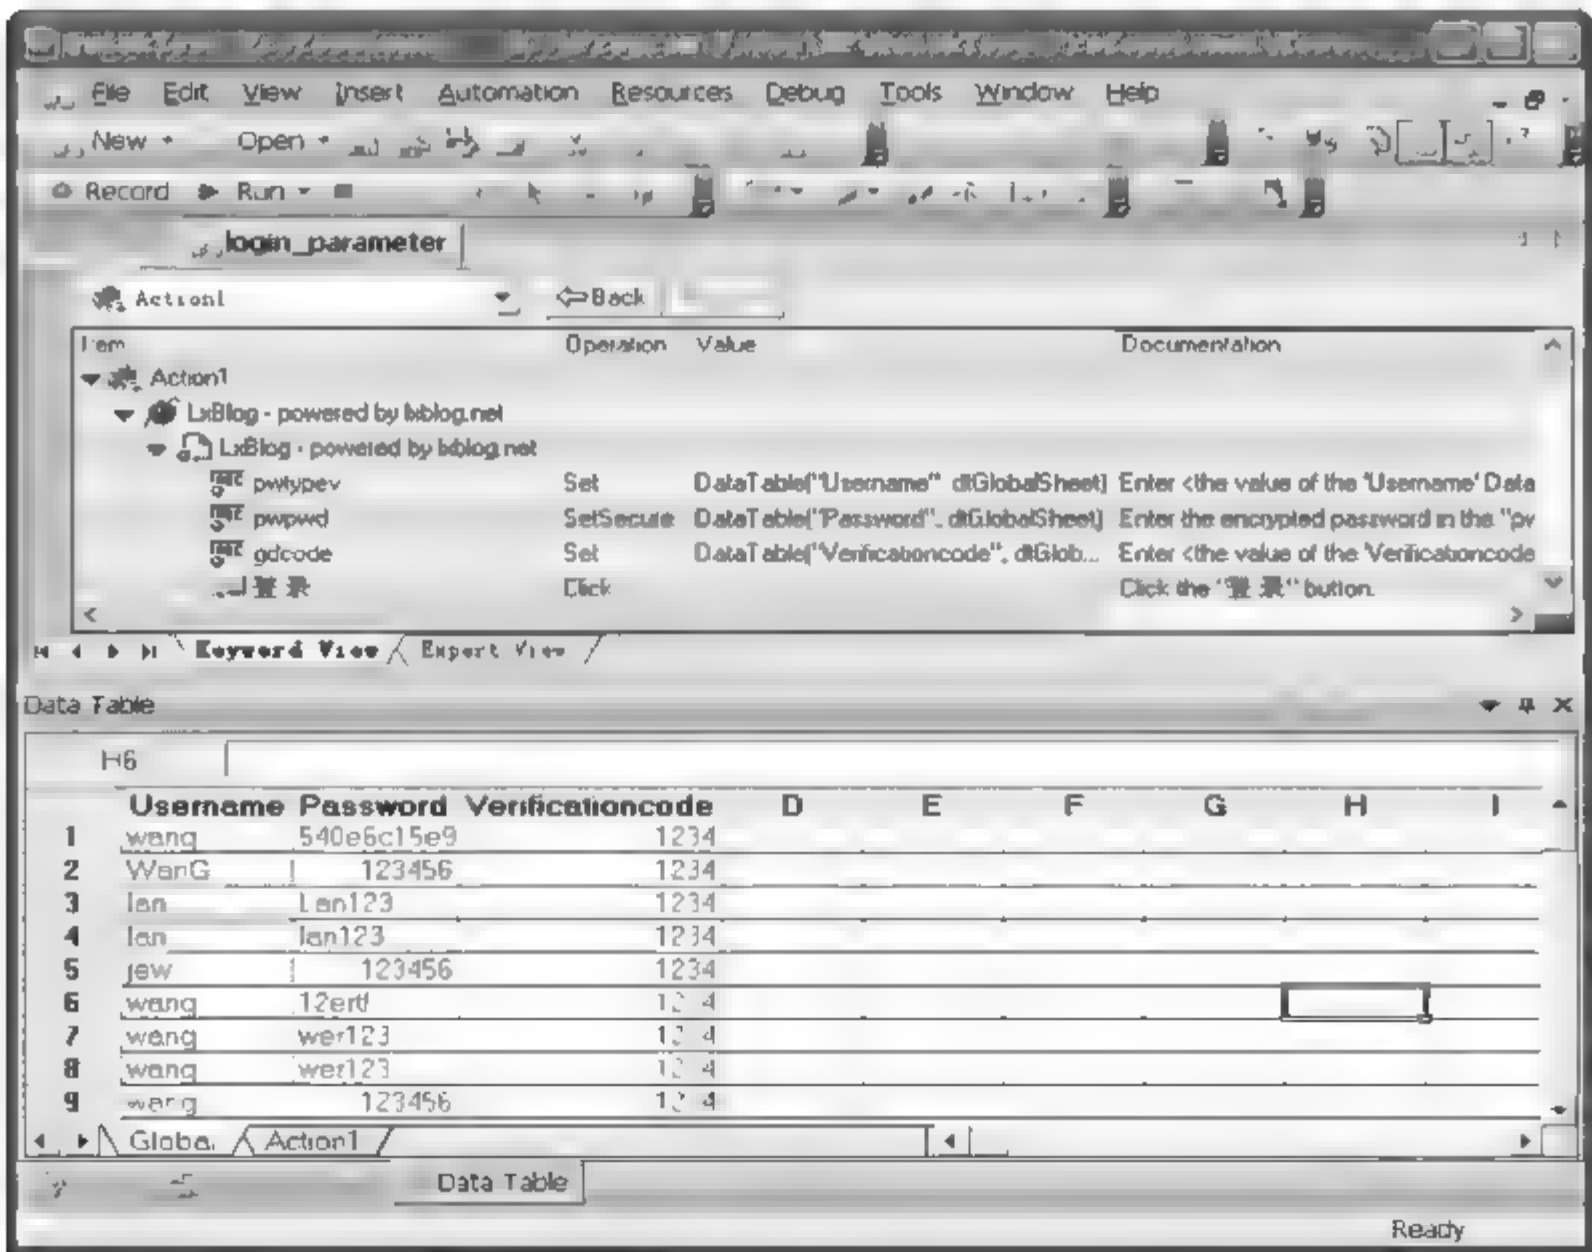 File Edit View Insert Automation Resources Debug Tools Window Help
New Open
Record Run
login_parameter
Action1 Back
Item Operation Value Documentation
Action1
LxBlog - powered by lxblog.net
LxBlog - powered by lxblog.net
pwtypev Set DataTable("Username" dtGlobalSheet) Enter <the value of the 'Username' Data
pwpwd SetSecure DataTable("Password", dtGlobalSheet) Enter the encrypted password in the "pw
gdcode Set DataTable("Verificationcode", dtGlob... Enter <the value of the 'Verificationcode
登 录 Click Click the "登 录" button.
Keyword View Expert View
Data Table
H6
Username Password Verificationcode D E F G H I
1 wang 540e6c15e9 1234
2 WanG 123456 1234
3 lan Lan123 1234
4 lan lan123 1234
5 jew 123456 1234
6 wang
7 wang wer123
8 wang wer123
9 wang 123456
Global Action1
Data Table
Ready